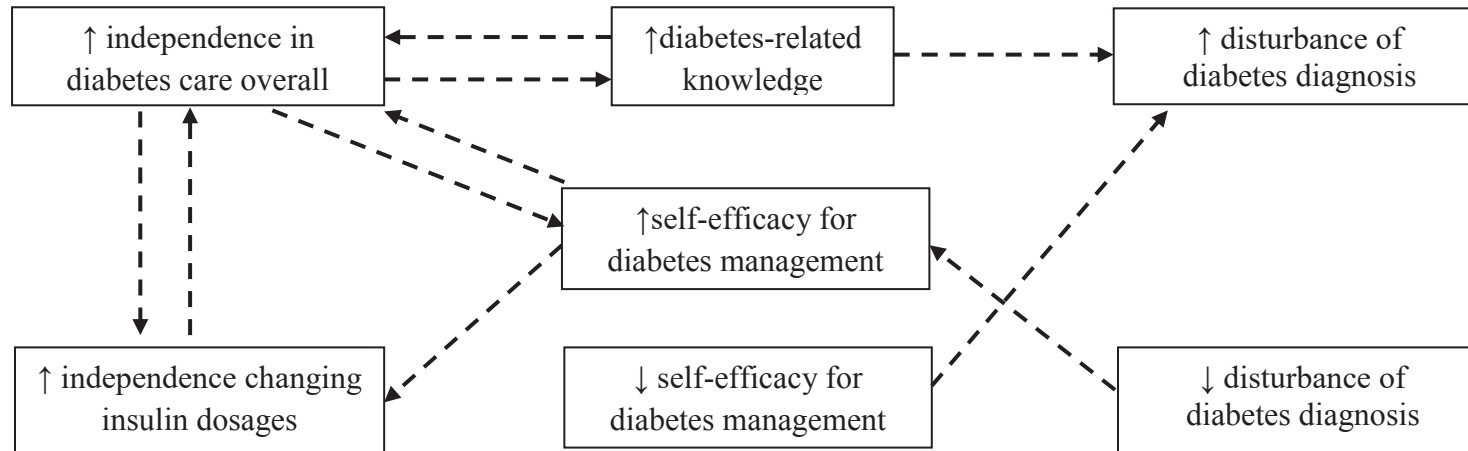 ↑ independence in
diabetes care overall
↑diabetes-related
knowledge
↑ disturbance of
diabetes diagnosis
↑self-efficacy for
diabetes management
↑ independence changing
insulin dosages
↓ self-efficacy for
diabetes management
↓ disturbance of
diabetes diagnosis